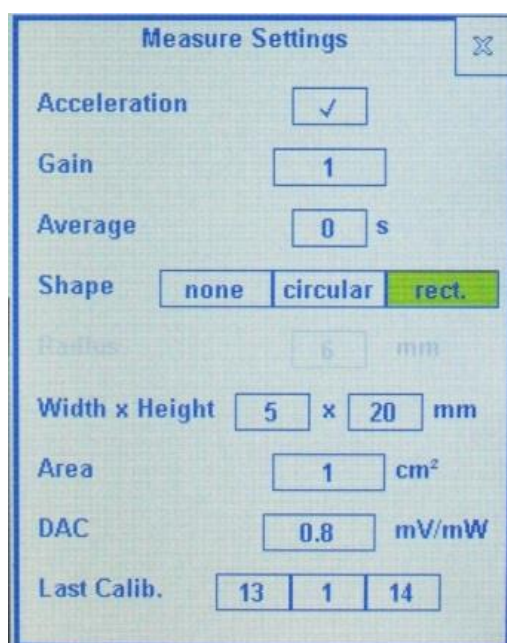 Measure Settings X
Acceleration ✓
Gain 1
Average 0 s
Shape none circular rect.
Radius 6 mm
Width x Height 5 x 20 mm
Area 1 cm²
DAC 0.8 mV/mW
Last Calib. 13 1 14